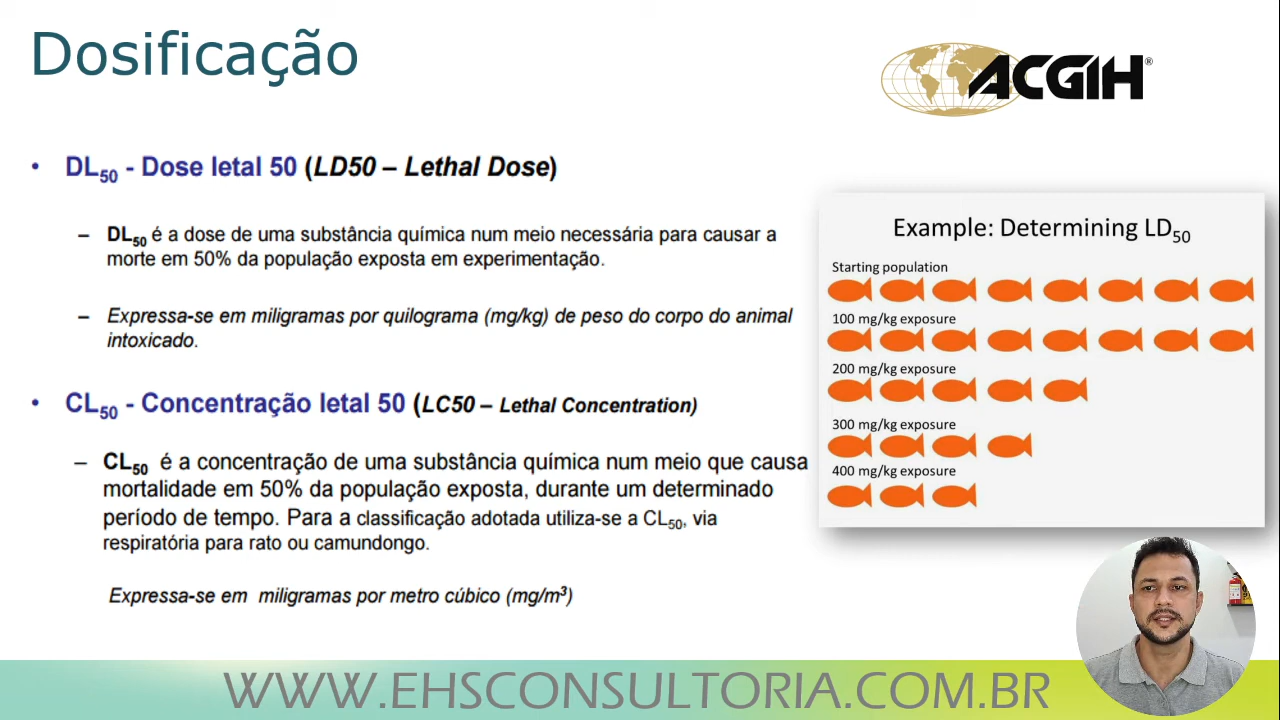 Dosificação
ACGIH®
• DL50 - Dose letal 50 (LD50 – Lethal Dose)
– DL50 é a dose de uma substância química num meio necessária para causar a
morte em 50% da população exposta em experimentação.
– Expressa-se em miligramas por quilograma (mg/kg) de peso do corpo do animal
intoxicado.
• CL50 - Concentração letal 50 (LC50 – Lethal Concentration)
– CL50 é a concentração de uma substância química num meio que causa
mortalidade em 50% da população exposta, durante um determinado
período de tempo. Para a classificação adotada utiliza-se a CL50, via
respiratória para rato ou camundongo.
Expressa-se em miligramas por metro cúbico (mg/m³)
Example: Determining LD50
Starting population
100 mg/kg exposure
200 mg/kg exposure
300 mg/kg exposure
400 mg/kg exposure
WWW.EHSCONSULTORIA.COM.BR